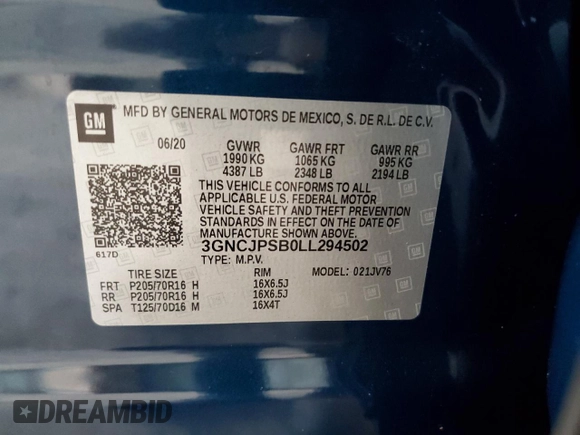 GM
MFD BY GENERAL MOTORS DE MEXICO, S. DE R.L. DE C.V.
06/20 GVWR GAWR FRT GAWR RR
1990 KG 1065 KG 995 KG
4387 LB 2348 LB 2194 LB
THIS VEHICLE CONFORMS TO ALL
APPLICABLE U.S. FEDERAL MOTOR
VEHICLE SAFETY AND THEFT PREVENTION
STANDARDS IN EFFECT ON THE DATE OF
MANUFACTURE SHOWN ABOVE.
3GNCJPSB0LL294502
617D
TYPE: M.P.V.
TIRE SIZE RIM MODEL: 021JV76
FRT P205/70R16 H 16X6.5J
RR P205/70R16 H 16X6.5J
SPA T125/70D16 M 16X4T
DREAMBID